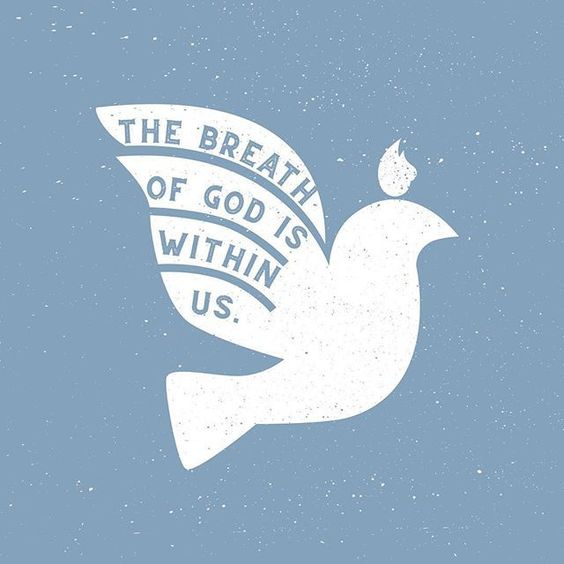 THE BREATH
OF GOD IS
WITHIN
US.